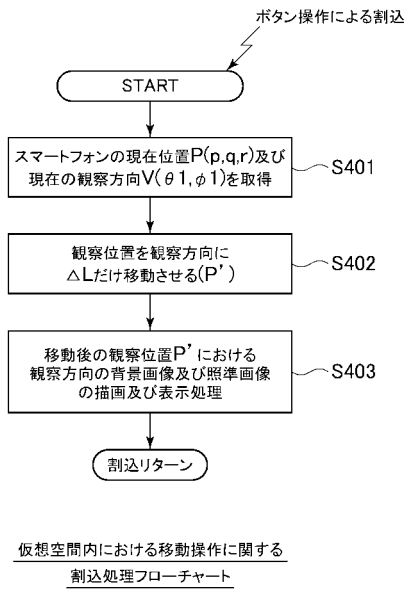 ボタン操作による割込
START
スマートフォンの現在位置P(p,q,r)及び
現在の観察方向V(θ1,φ1)を取得
S401
観察位置を観察方向に
△Lだけ移動させる(P’)
S402
移動後の観察位置P’における
観察方向の背景画像及び照準画像
の描画及び表示処理
S403
割込リターン
仮想空間内における移動操作に関する
割込処理フローチャート